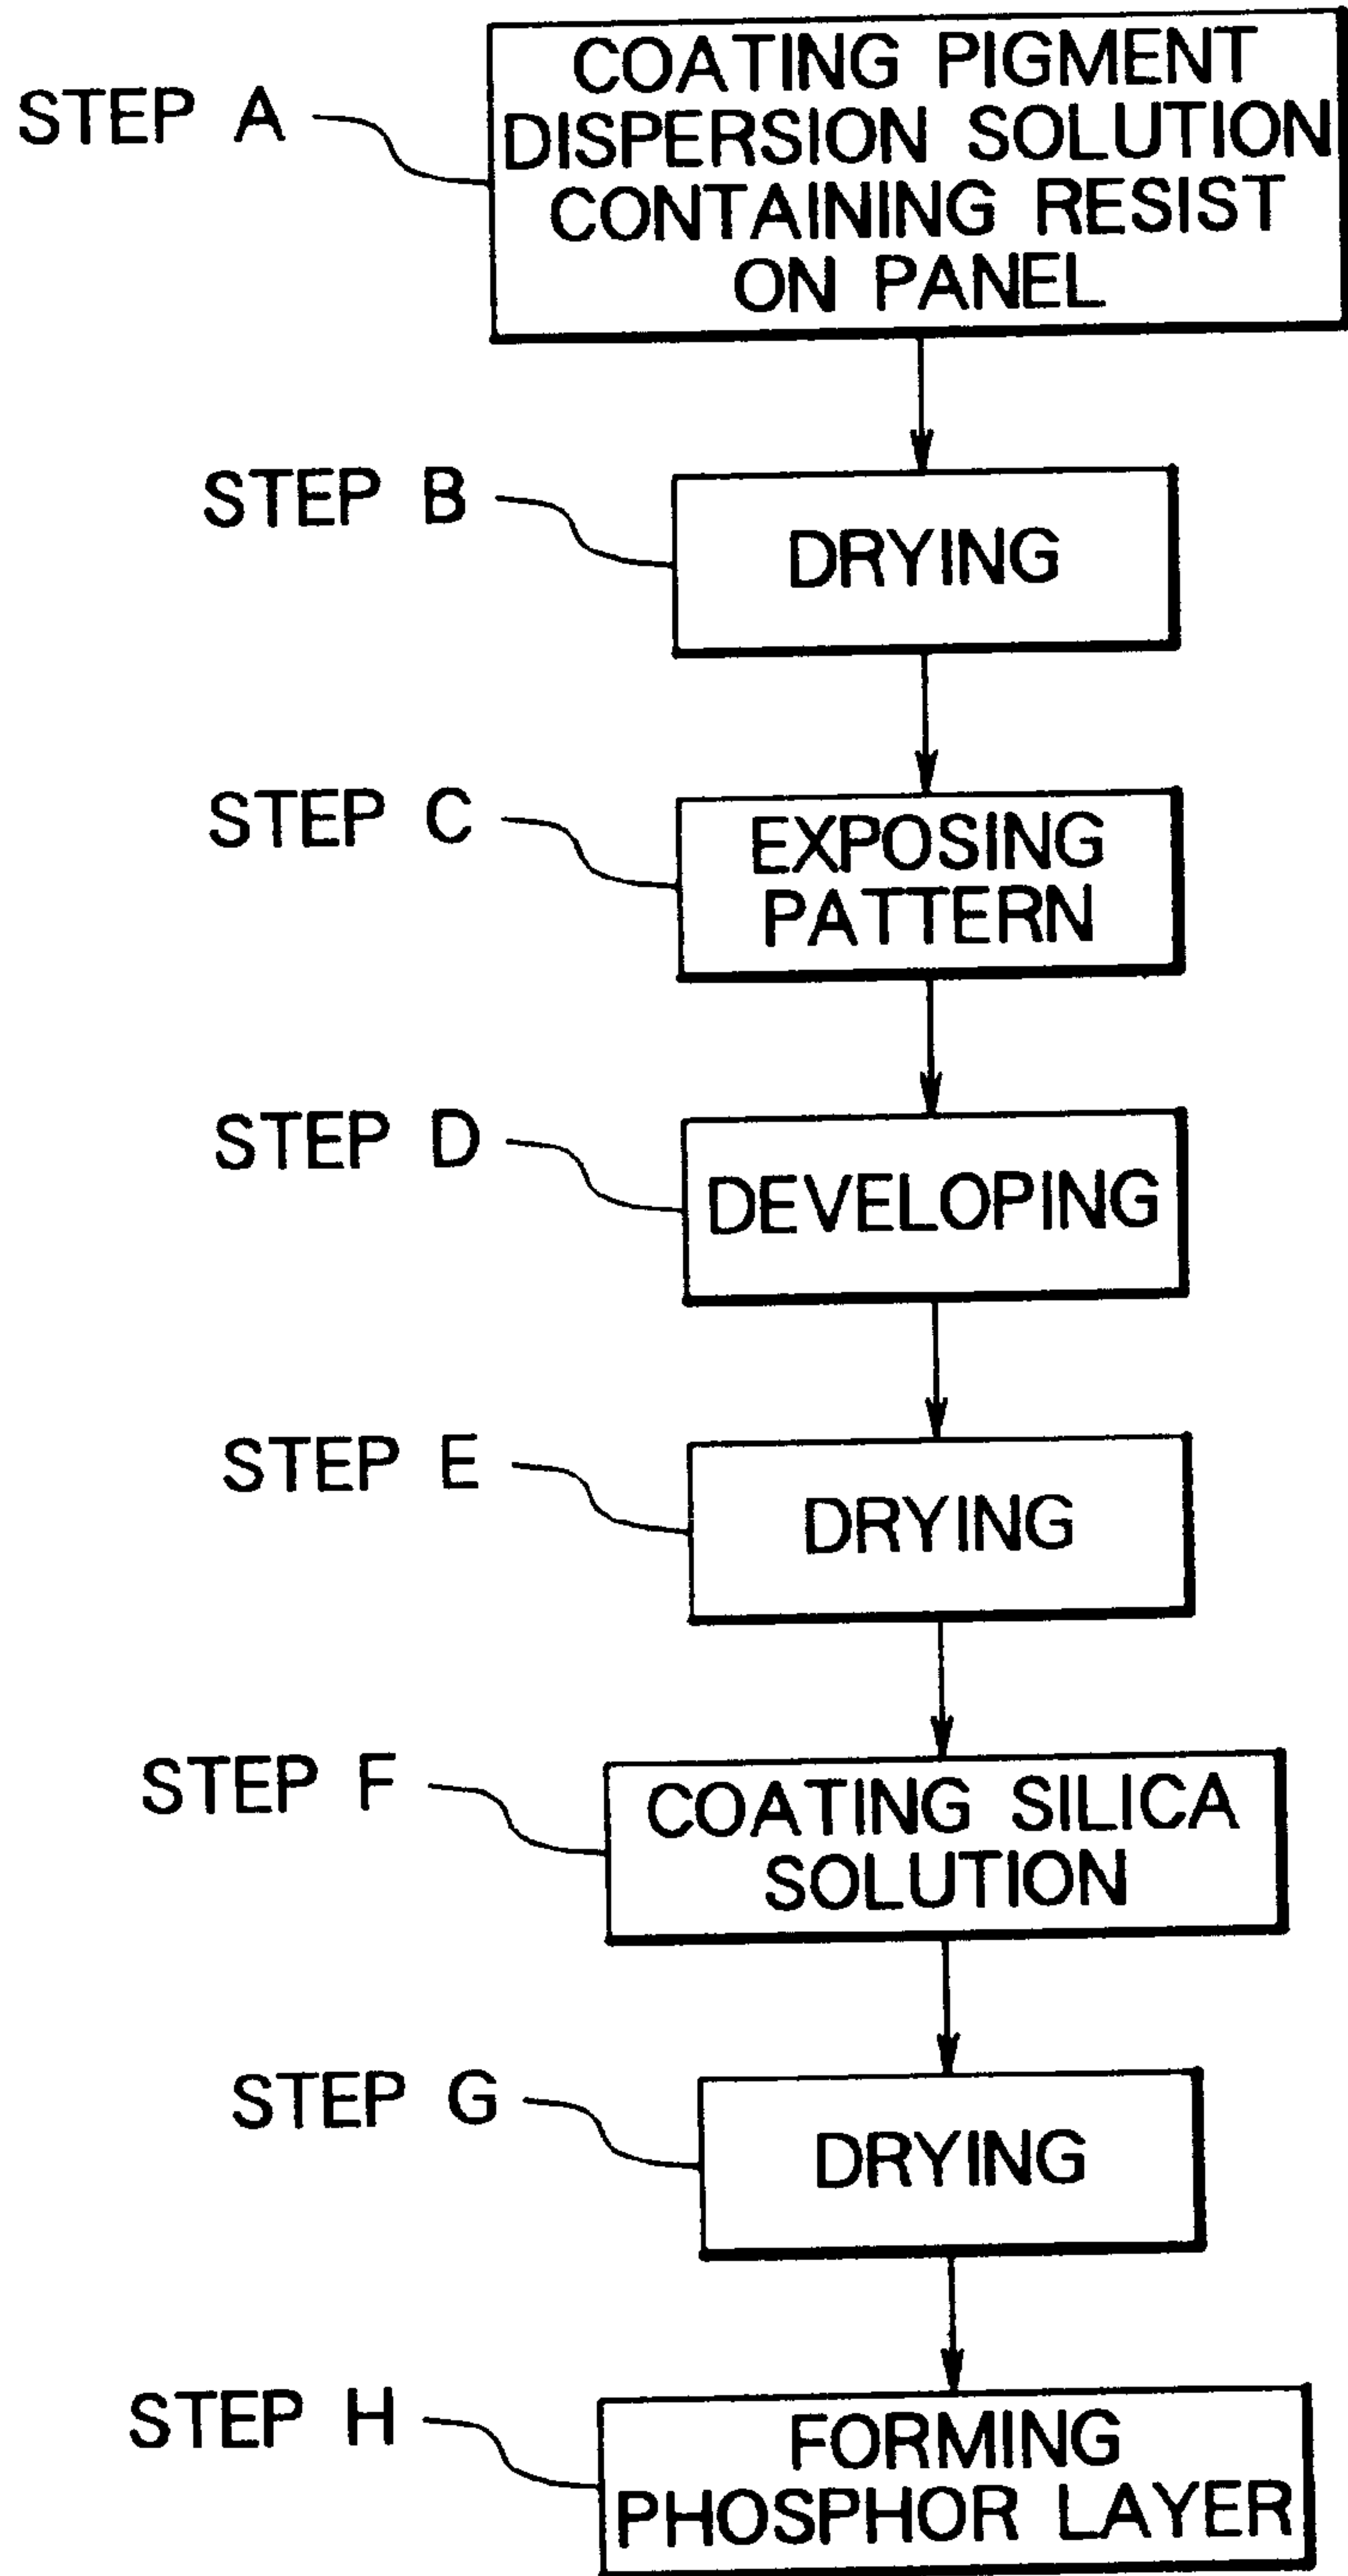 STEP A
COATING PIGMENT
DISPERSION SOLUTION
CONTAINING RESIST
ON PANEL
STEP B
DRYING
STEP C
EXPOSING
PATTERN
STEP D
DEVELOPING
STEP E
DRYING
STEP F
COATING SILICA
SOLUTION
STEP G
DRYING
STEP H
FORMING
PHOSPHOR LAYER